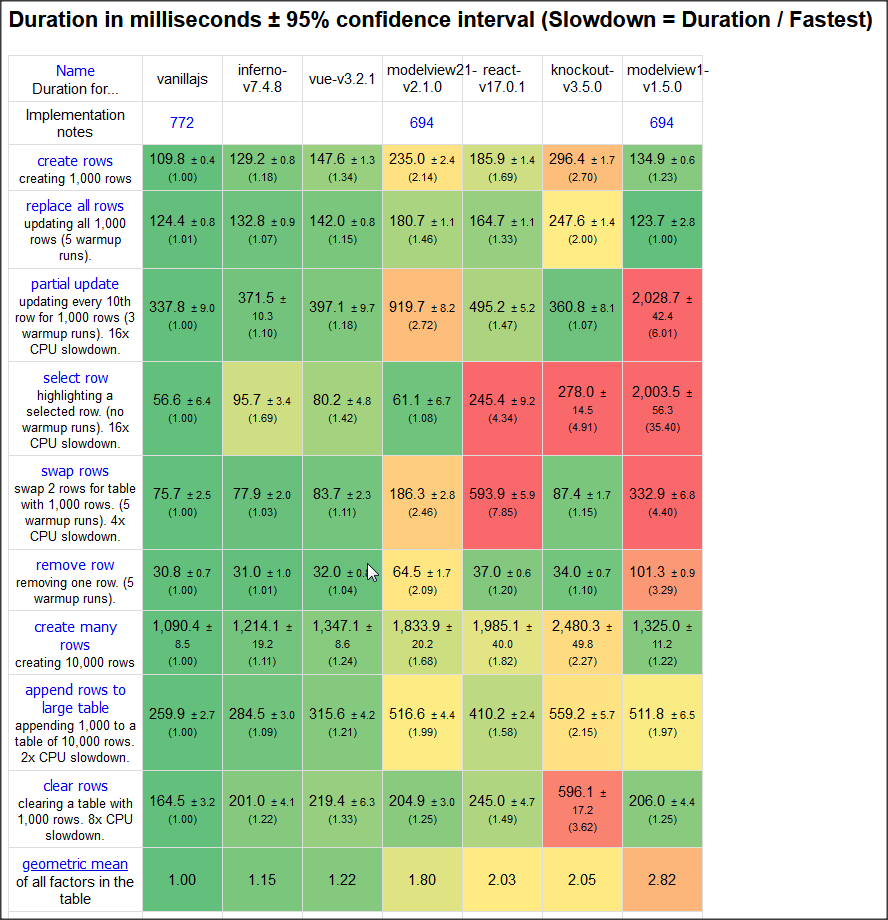 Duration in milliseconds ± 95% confidence interval (Slowdown = Duration / Fastest)
Name
Duration for...
vanillajs
inferno-
v7.4.8
vue-v3.2.1
modelview21-
v2.1.0
react-
v17.0.1
knockout-
v3.5.0
modelview1-
v1.5.0
Implementation
notes
772
694
694
create rows
creating 1,000 rows
109.8 ± 0.4
(1.00)
129.2 ± 0.8
(1.18)
147.6 ± 1.3
(1.34)
235.0 ± 2.4
(2.14)
185.9 ± 1.4
(1.69)
296.4 ± 1.7
(2.70)
134.9 ± 0.6
(1.23)
replace all rows
updating all 1,000
rows (5 warmup
runs).
124.4 ± 0.8
(1.01)
132.8 ± 0.9
(1.07)
142.0 ± 0.8
(1.15)
180.7 ± 1.1
(1.46)
164.7 ± 1.1
(1.33)
247.6 ± 1.4
(2.00)
123.7 ± 2.8
(1.00)
partial update
updating every 10th
row for 1,000 rows (3
warmup runs). 16x
CPU slowdown.
337.8 ± 9.0
(1.00)
371.5 ±
10.3
(1.10)
397.1 ± 9.7
(1.18)
919.7 ± 8.2
(2.72)
495.2 ± 5.2
(1.47)
360.8 ± 8.1
(1.07)
2,028.7 ±
42.4
(6.01)
select row
highlighting a
selected row. (no
warmup runs). 16x
CPU slowdown.
56.6 ± 6.4
(1.00)
95.7 ± 3.4
(1.69)
80.2 ± 4.8
(1.42)
61.1 ± 6.7
(1.08)
245.4 ± 9.2
(4.34)
278.0 ±
14.5
(4.91)
2,003.5 ±
56.3
(35.40)
swap rows
swap 2 rows for table
with 1,000 rows. (5
warmup runs). 4x
CPU slowdown.
75.7 ± 2.5
(1.00)
77.9 ± 2.0
(1.03)
83.7 ± 2.3
(1.11)
186.3 ± 2.8
(2.46)
593.9 ± 5.9
(7.85)
87.4 ± 1.7
(1.15)
332.9 ± 6.8
(4.40)
remove row
removing one row. (5
warmup runs).
30.8 ± 0.7
(1.00)
31.0 ± 1.0
(1.01)
32.0 ±
(1.04)
64.5 ± 1.7
(2.09)
37.0 ± 0.6
(1.20)
34.0 ± 0.7
(1.10)
101.3 ± 0.9
(3.29)
create many
rows
creating 10,000 rows
1,090.4 ±
8.5
(1.00)
1,214.1 ±
19.2
(1.11)
1,347.1 ±
8.6
(1.24)
1,833.9 ±
20.2
(1.68)
1,985.1 ±
40.0
(1.82)
2,480.3 ±
49.8
(2.27)
1,325.0 ±
11.2
(1.22)
append rows to
large table
appending 1,000 to a
table of 10,000 rows.
2x CPU slowdown.
259.9 ± 2.7
(1.00)
284.5 ± 3.0
(1.09)
315.6 ± 4.2
(1.21)
516.6 ± 4.4
(1.99)
410.2 ± 2.4
(1.58)
559.2 ± 5.7
(2.15)
511.8 ± 6.5
(1.97)
clear rows
clearing a table with
1,000 rows. 8x CPU
slowdown.
164.5 ± 3.2
(1.00)
201.0 ± 4.1
(1.22)
219.4 ± 6.3
(1.33)
204.9 ± 3.0
(1.25)
245.0 ± 4.7
(1.49)
596.1 ±
17.2
(3.62)
206.0 ± 4.4
(1.25)
geometric mean
of all factors in the
table
1.00
1.15
1.22
1.80
2.03
2.05
2.82